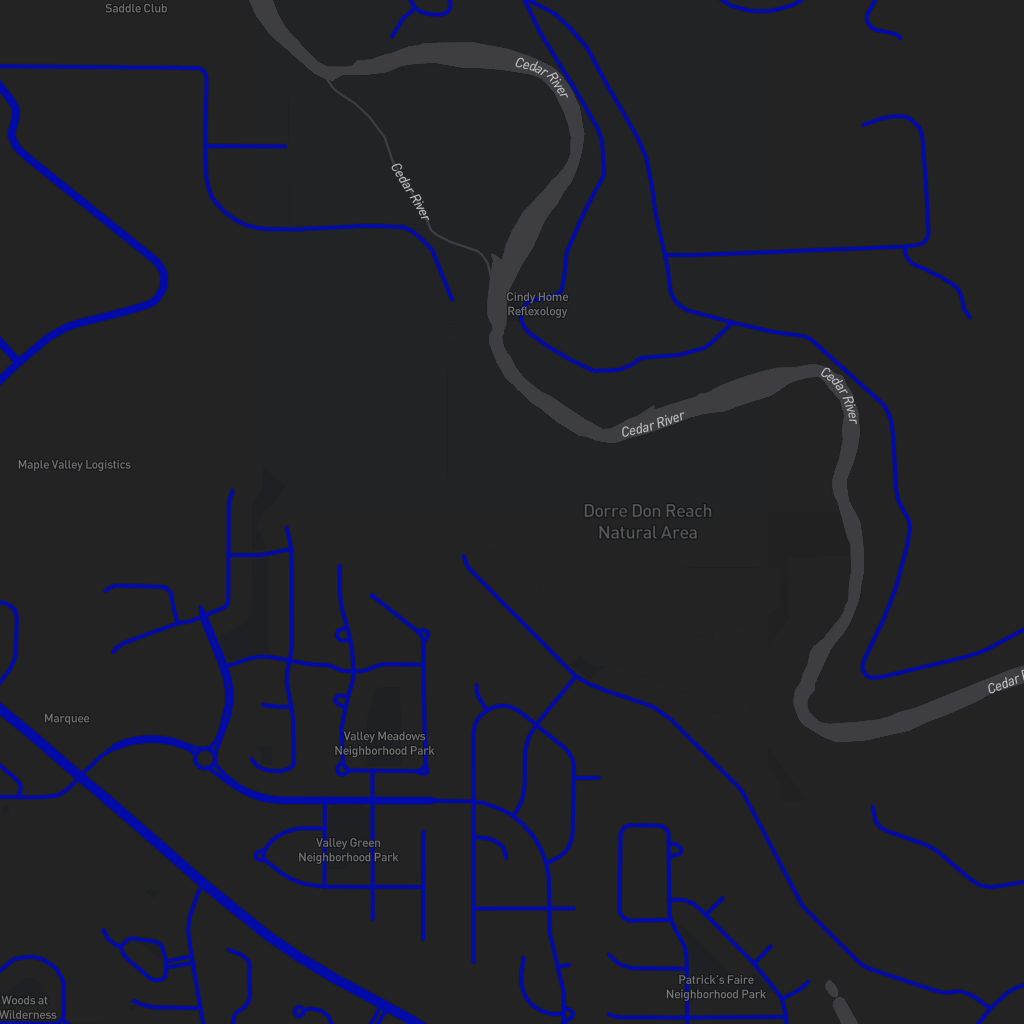 Saddle Club
Cedar River
Cedar River
Cindy Home
Reflexology
Cedar River
Cedar River
Maple Valley Logistics
Dorre Don Reach
Natural Area
Cedar R
Marquee
Valley Meadows
Neighborhood Park
Valley Green
Neighborhood Park
Patrick's Faire
Neighborhood Park
Woods at
Wilderness